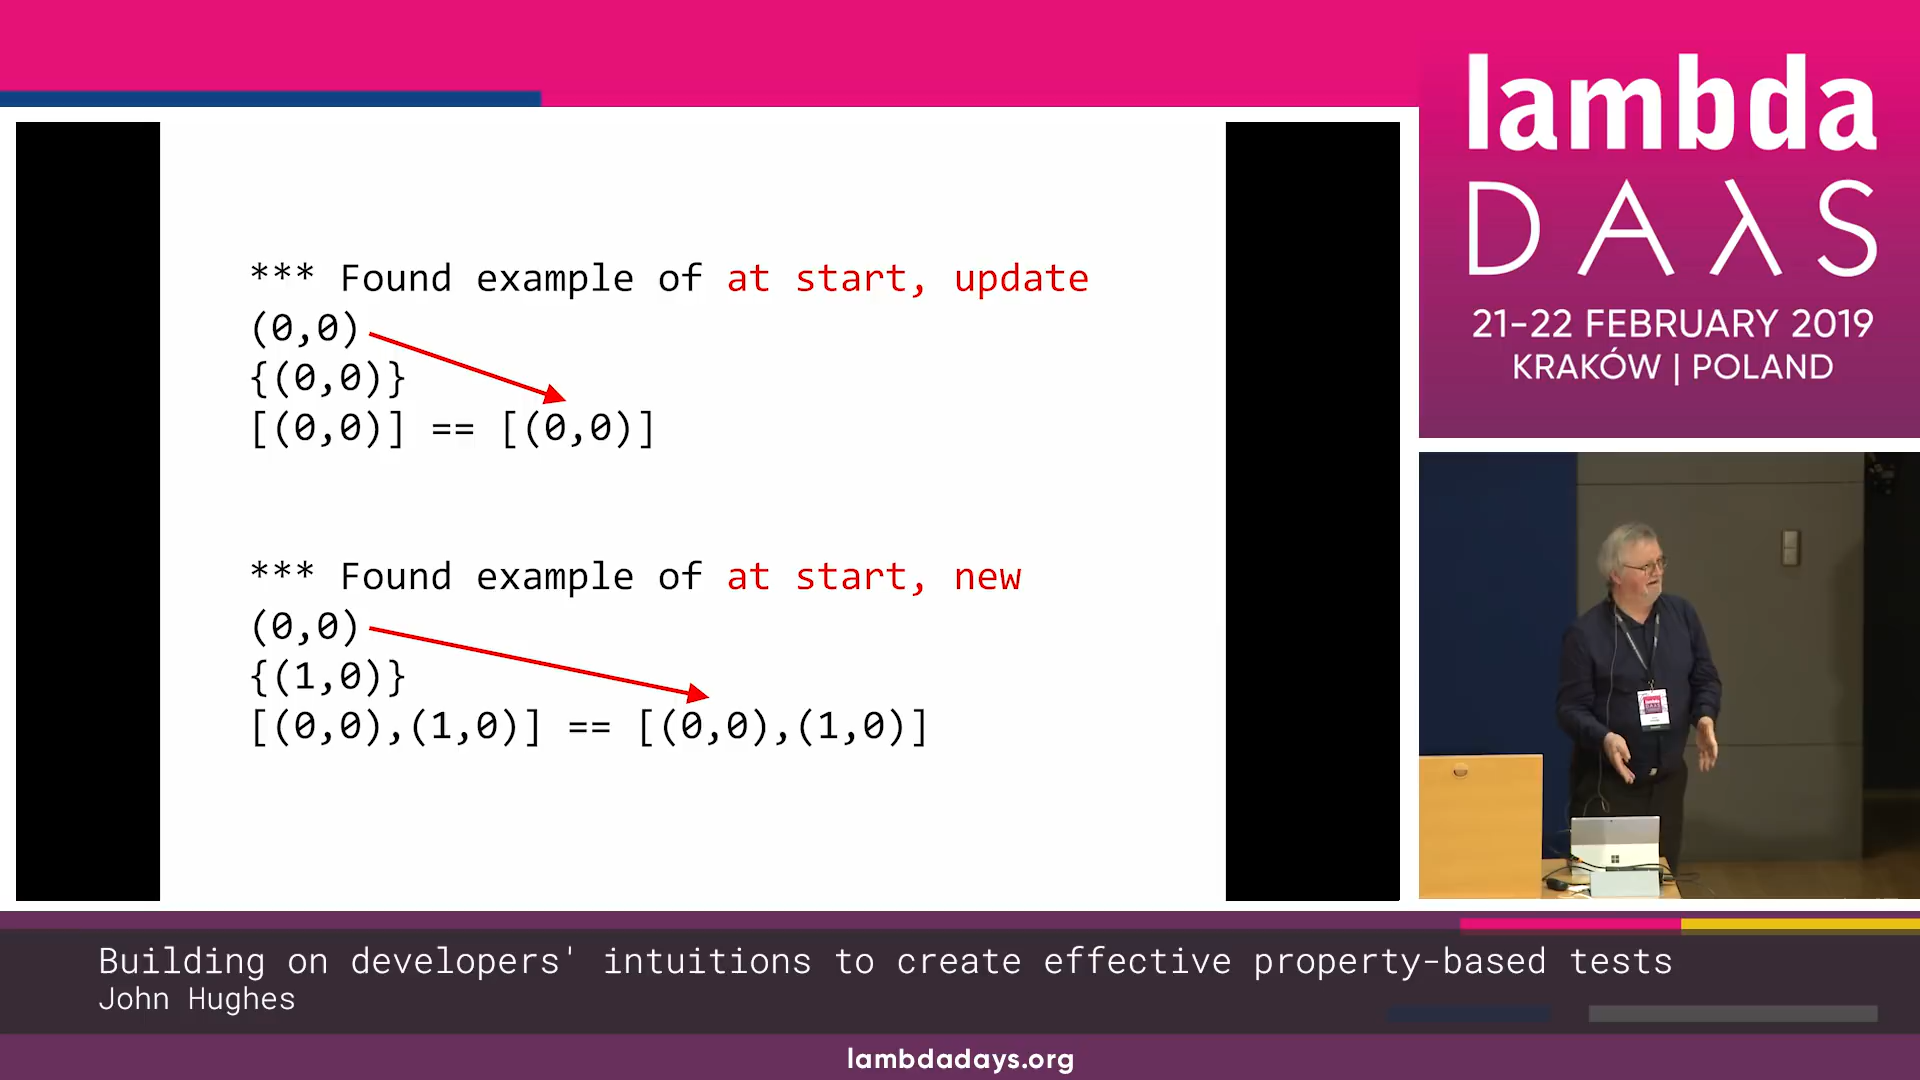 *** Found example of at start, update
(0,0)
{(0,0)}
[(0,0)] == [(0,0)]
*** Found example of at start, new
(0,0)
{(1,0)}
[(0,0),(1,0)] == [(0,0),(1,0)]
lambda
DAλS
21-22 FEBRUARY 2019
KRAKÓW | POLAND
Building on developers' intuitions to create effective property-based tests
John Hughes
lambdadays.org